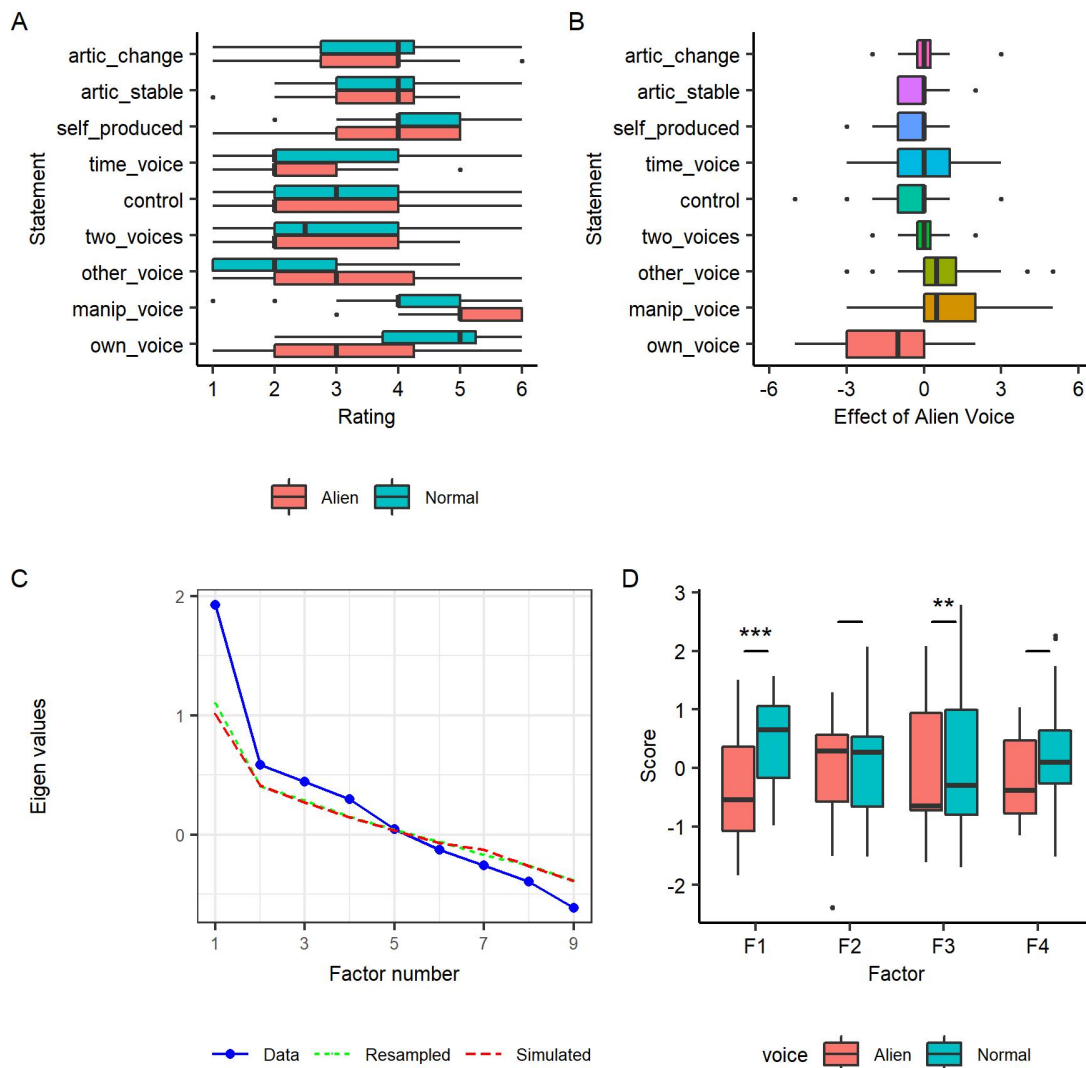 A
artic_change
artic_stable
self_produced
time_voice
control
two_voices
other_voice
manip_voice
own_voice
Statement
1 2 3 4 5 6
Rating
Alien Normal
B
artic_change
artic_stable
self_produced
time_voice
control
two_voices
other_voice
manip_voice
own_voice
Statement
-6 -3 0 3 6
Effect of Alien Voice
C
2
1
0
Eigen values
1 3 5 7 9
Factor number
Data Resampled Simulated
D
3
2
1
0
-1
-2
Score
*** **
F1 F2 F3 F4
Factor
voice Alien Normal